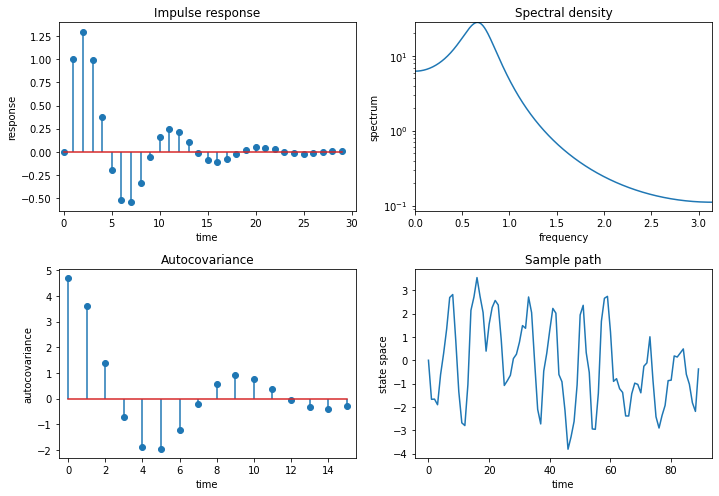 Impulse response
1.25
1.00
0.75
0.50
0.25
0.00
−0.25
−0.50
response
0 5 10 15 20 25 30
time
Spectral density
10¹
10⁰
10⁻¹
spectrum
0.0 0.5 1.0 1.5 2.0 2.5 3.0
frequency
Autocovariance
5
4
3
2
1
0
−1
−2
autocovariance
0 2 4 6 8 10 12 14
time
Sample path
3
2
1
0
−1
−2
−3
−4
state space
0 20 40 60 80
time